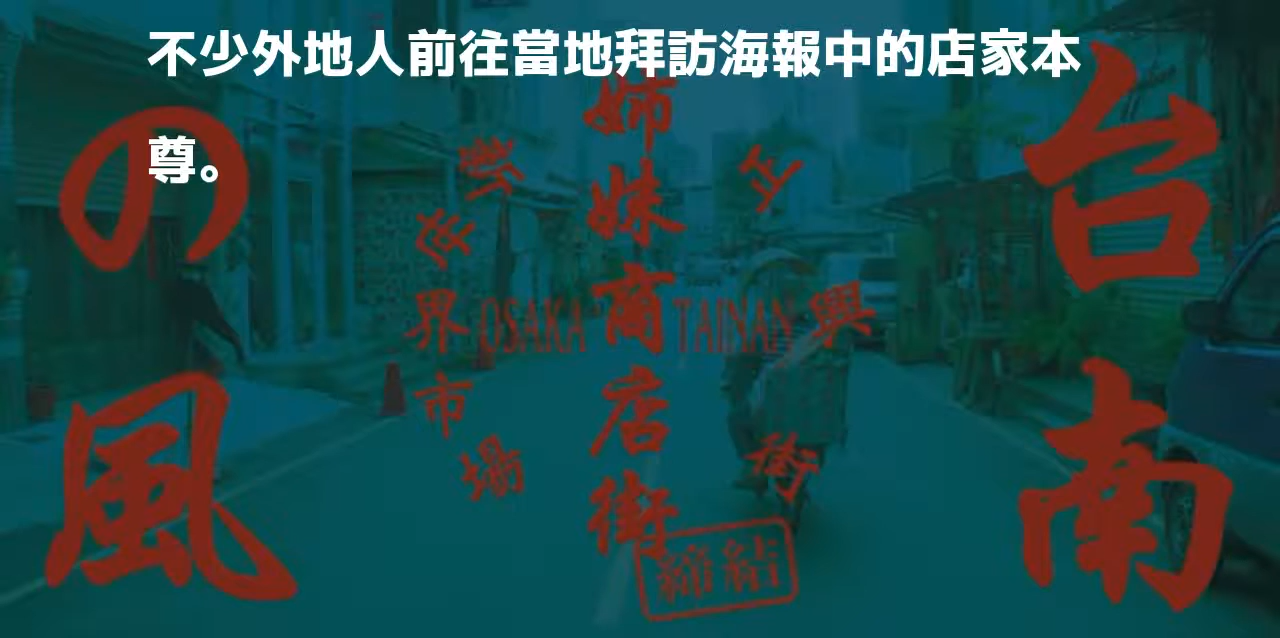 不少外地人前往當地拜訪海報中的店家本
尊。
台南
の風
正興街
姉妹商店街
OSAKA
TAINAN
界市場
締結